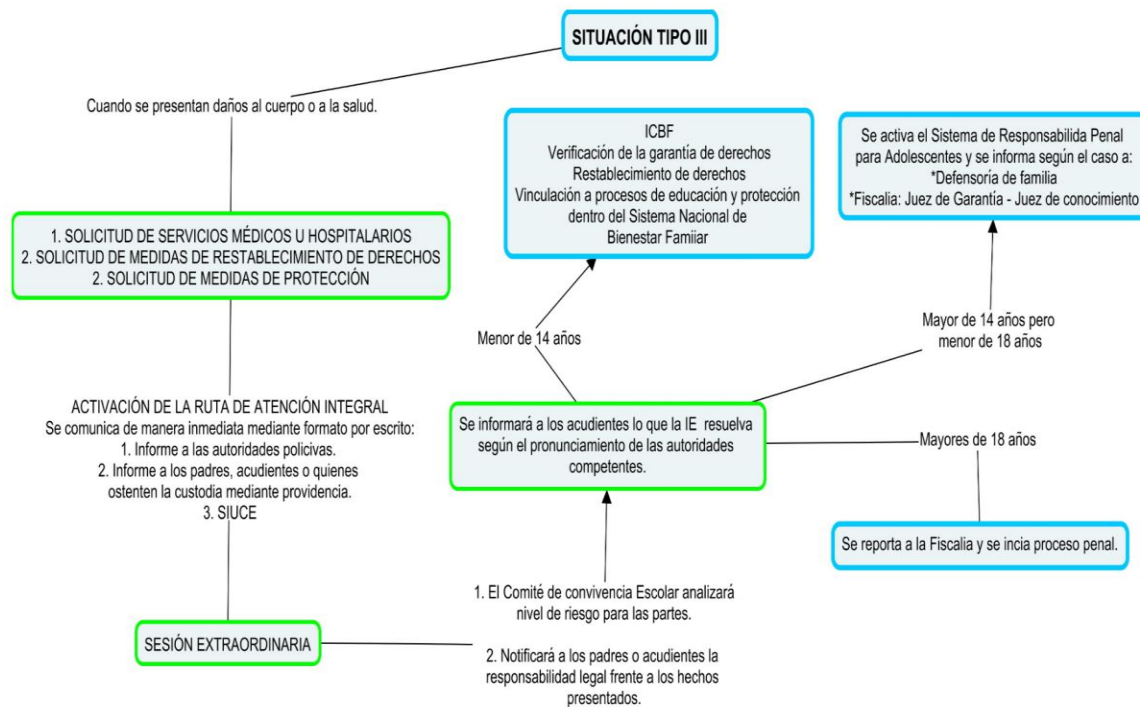 SITUACIÓN TIPO III
Cuando se presentan daños al cuerpo o a la salud.
1. SOLICITUD DE SERVICIOS MÉDICOS U HOSPITALARIOS
2. SOLICITUD DE MEDIDAS DE RESTABLECIMIENTO DE DERECHOS
2. SOLICITUD DE MEDIDAS DE PROTECCIÓN
ACTIVACIÓN DE LA RUTA DE ATENCIÓN INTEGRAL
Se comunica de manera inmediata mediante formato por escrito:
1. Informe a las autoridades policivas.
2. Informe a los padres, acudientes o quienes
ostenten la custodia mediante providencia.
3. SIUCE
SESIÓN EXTRAORDINARIA
1. El Comité de convivencia Escolar analizará
nivel de riesgo para las partes.
2. Notificará a los padres o acudientes la
responsabilidad legal frente a los hechos
presentados.
Se informará a los acudientes lo que la IE resuelva
según el pronunciamiento de las autoridades
competentes.
Menor de 14 años
ICBF
Verificación de la garantía de derechos
Restablecimiento de derechos
Vinculación a procesos de educación y protección
dentro del Sistema Nacional de
Bienestar Famiiar
Mayor de 14 años pero
menor de 18 años
Se activa el Sistema de Responsabilida Penal
para Adolescentes y se informa según el caso a:
*Defensoría de familia
*Fiscalia: Juez de Garantía - Juez de conocimiento
Mayores de 18 años
Se reporta a la Fiscalia y se incia proceso penal.